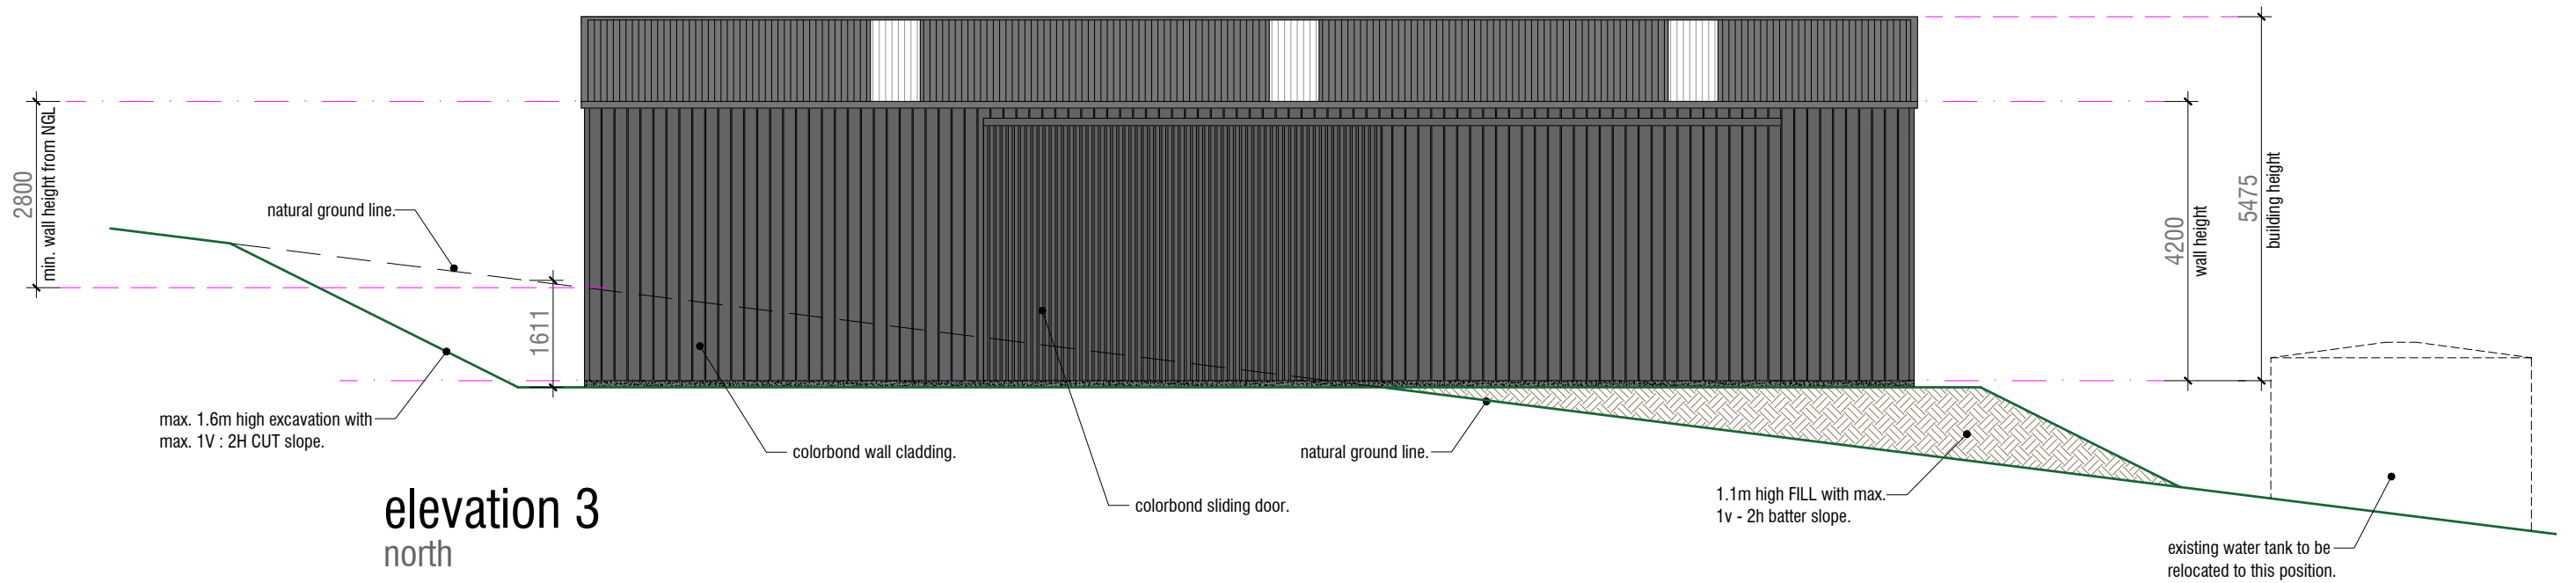 2800
min. wall height from NGL
natural ground line.
1611
max. 1.6m high excavation with
max. 1V : 2H CUT slope.
colorbond wall cladding.
colorbond sliding door.
natural ground line.
1.1m high FILL with max.
1v - 2h batter slope.
4200
wall height
5475
building height
existing water tank to be
relocated to this position.
elevation 3
north